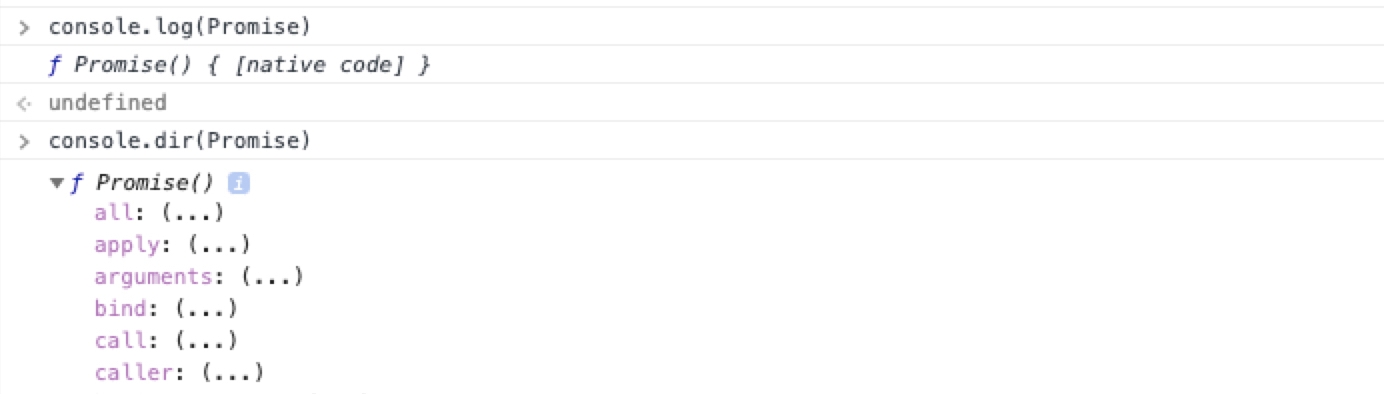 > console.log(Promise)
ƒ Promise() { [native code] }
<· undefined
> console.dir(Promise)
▼ƒ Promise() i
all: (...)
apply: (...)
arguments: (...)
bind: (...)
call: (...)
caller: (...)